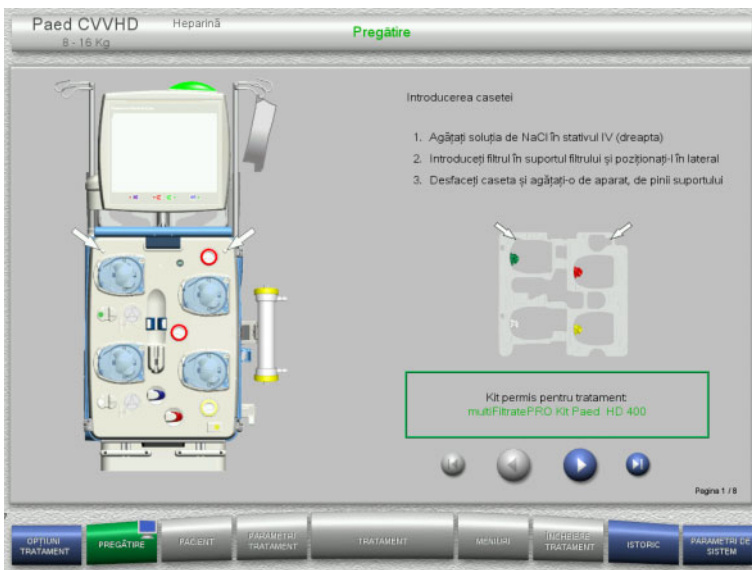 Paed CVVHD
Heparină
8 - 16 Kg
Pregătire
Introducerea casetei
1. Agățați soluția de NaCl în stativul IV (dreapta)
2. Introduceți filtrul în suportul filtrului și poziționați-l în lateral
3. Desfaceți caseta și agățați-o de aparat, de pinii suportului
Kit permis pentru tratament:
multiFiltratePRO Kit Paed HD 400
Pagina 1 / 8
OPȚIUNI
TRATAMENT
PREGĂTIRE
PACIENT
PARAMETRI
TRATAMENT
TRATAMENT
MENIURI
ÎNCHEIERE
TRATAMENT
ISTORIC
PARAMETRI DE
SISTEM